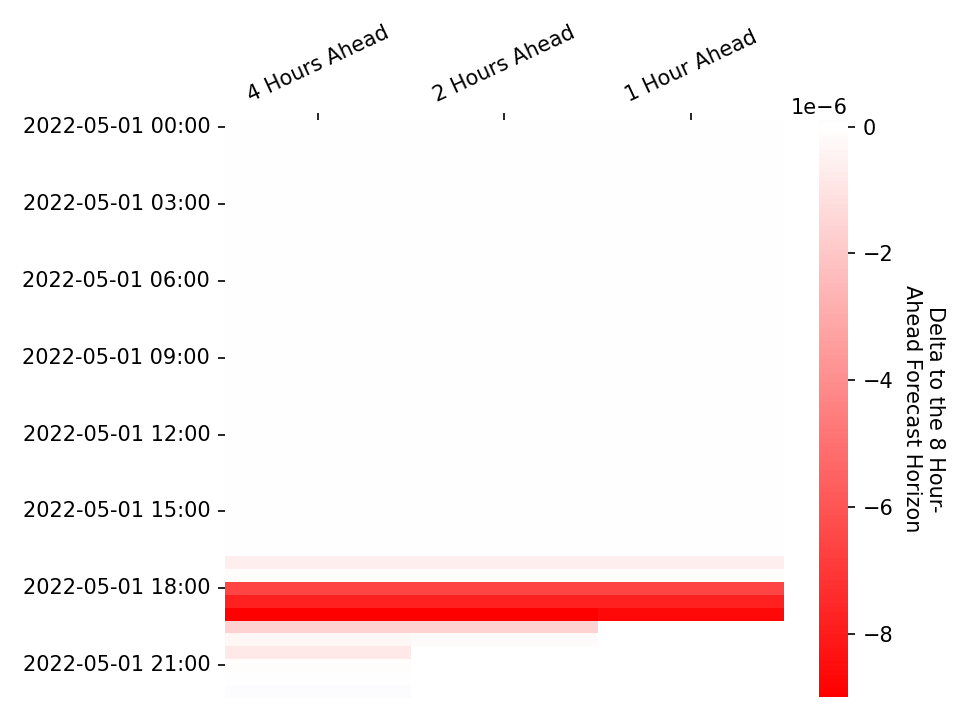 4 Hours Ahead
2 Hours Ahead
1 Hour Ahead
1e−6
2022-05-01 00:00
2022-05-01 03:00
2022-05-01 06:00
2022-05-01 09:00
2022-05-01 12:00
2022-05-01 15:00
2022-05-01 18:00
2022-05-01 21:00
0
−2
−4
−6
−8
Delta to the 8 Hour-
Ahead Forecast Horizon